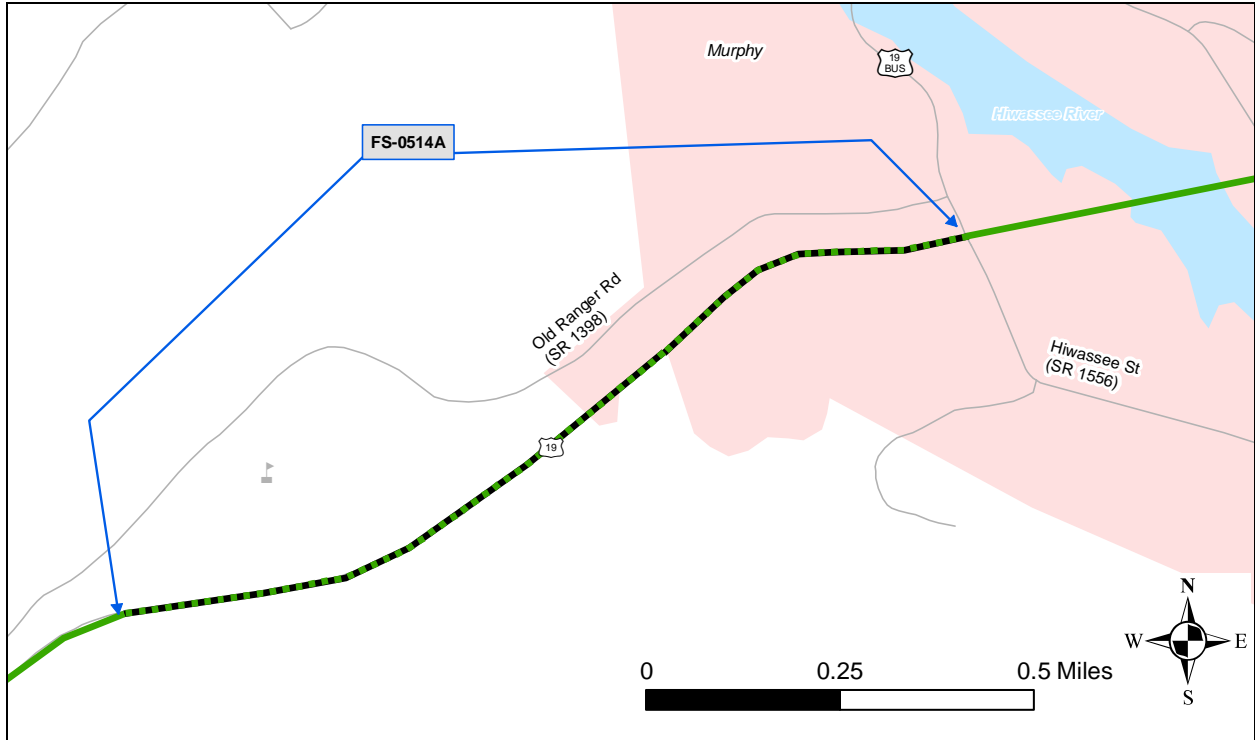 Murphy
19
BUS
Hiwassee River
FS-0514A
Old Ranger Rd
(SR 1398)
Hiwassee St
(SR 1556)
19
N
W
E
S
0
0.25
0.5 Miles